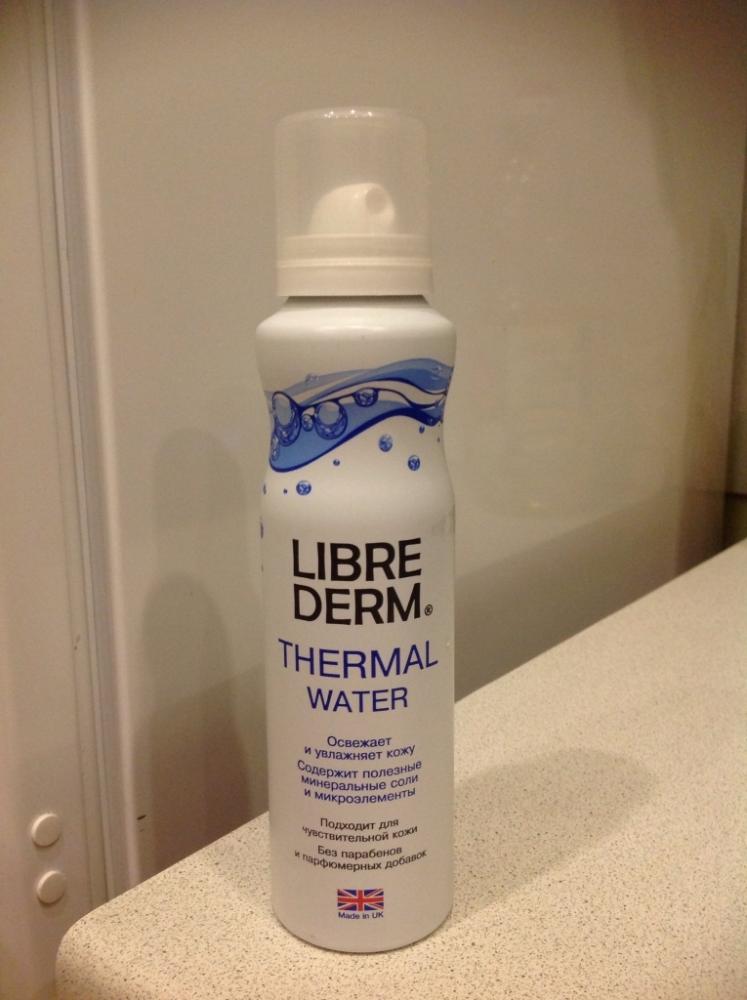 LIBRE
DERM®
THERMAL
WATER
Освежает
и увлажняет кожу
Содержит полезные
минеральные соли
и микроэлементы
Подходит для
чувствительной кожи
Без парабенов
и парфюмерных добавок
Made in UK